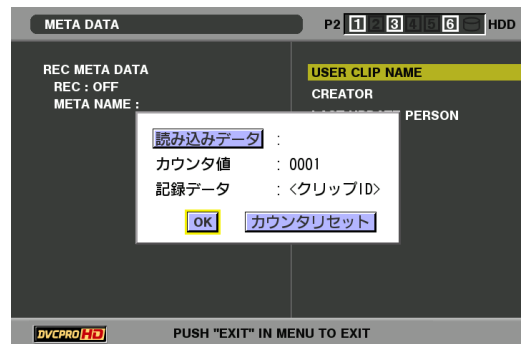 META DATA
P2 1 2 3 4 5 6 HDD
REC META DATA
REC : OFF
META NAME :
USER CLIP NAME
CREATOR
PERSON
読み込みデータ :
カウンタ値 : 0001
記録データ : <クリップID>
OK カウンタリセット
DVCPRO HD
PUSH "EXIT" IN MENU TO EXIT